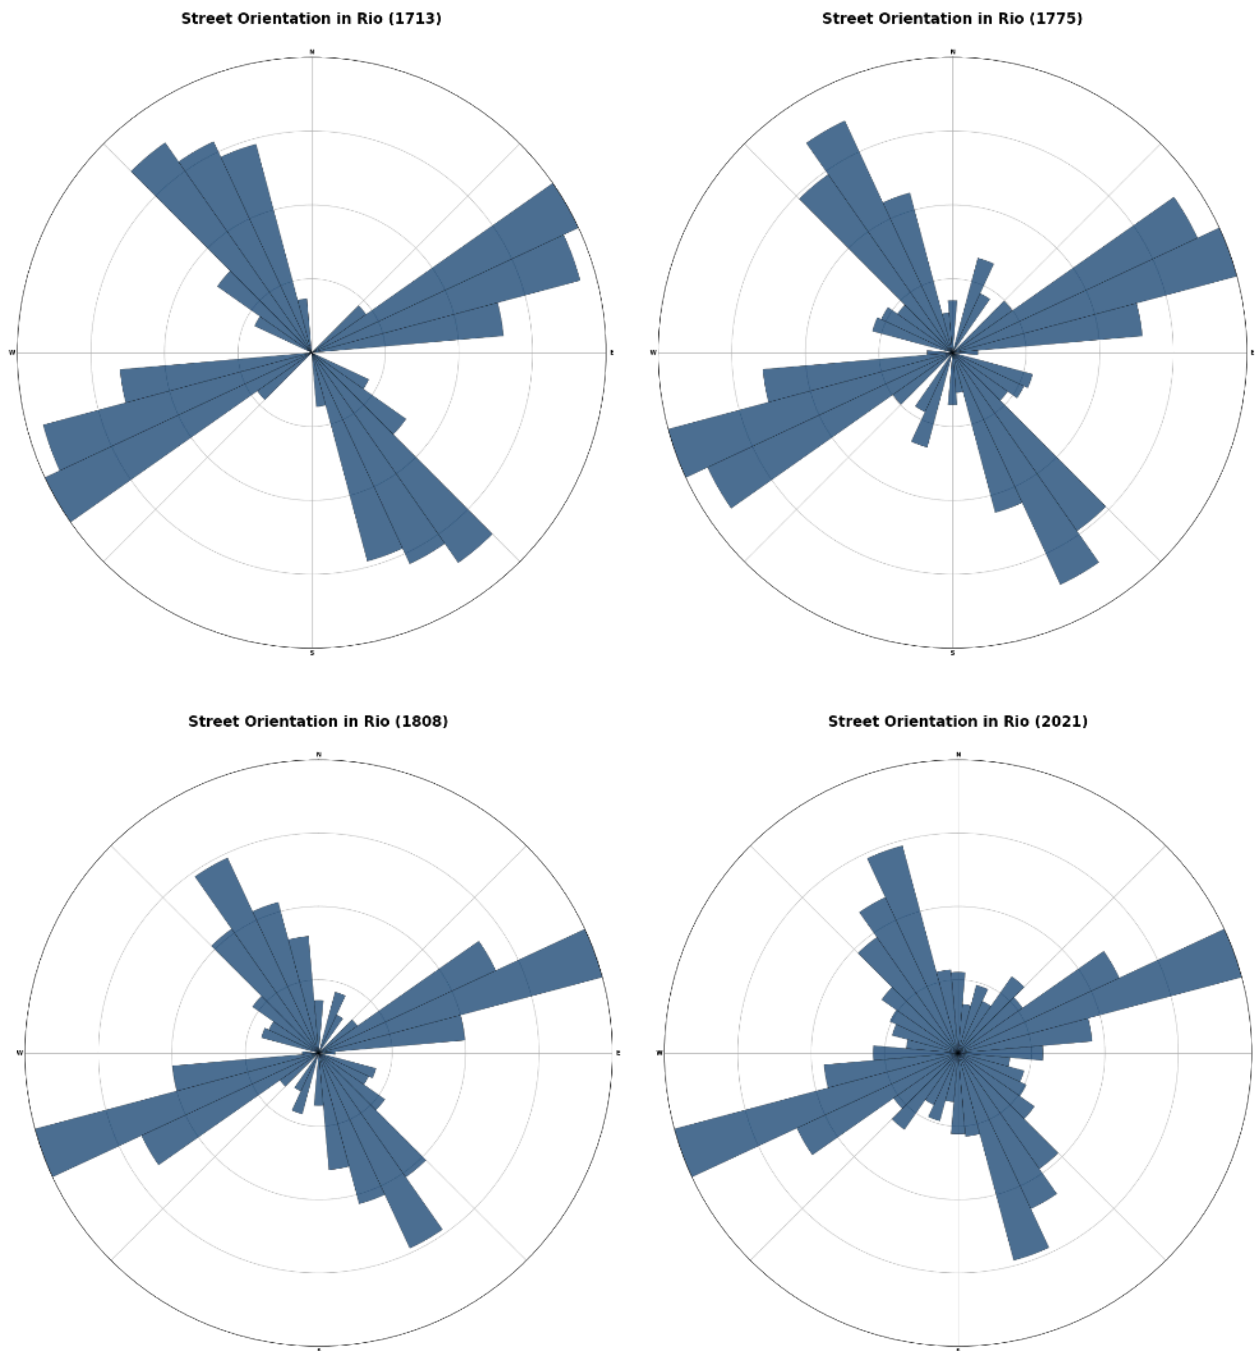 Street Orientation in Rio (1713)
Street Orientation in Rio (1775)
N
N
W
E
W
E
S
S
Street Orientation in Rio (1808)
Street Orientation in Rio (2021)
N
N
W
E
W